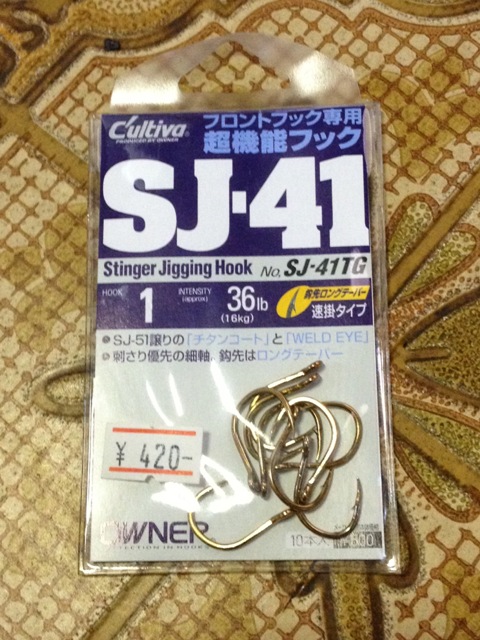 Cultiva
PRODUCED BY OWNER
フロントフック専用
超機能フック
SJ-41
Stinger Jigging Hook No. SJ-41TG
HOOK 1 INTENSITY (approx) 36lb (16kg)
鈎先ロングテーパー
速掛タイプ
●SJ-51譲りの「チタンコート」と「WELD EYE」
●刺さり優先の細軸、鈎先はロングテーパー
¥420-
OWNER
10本入